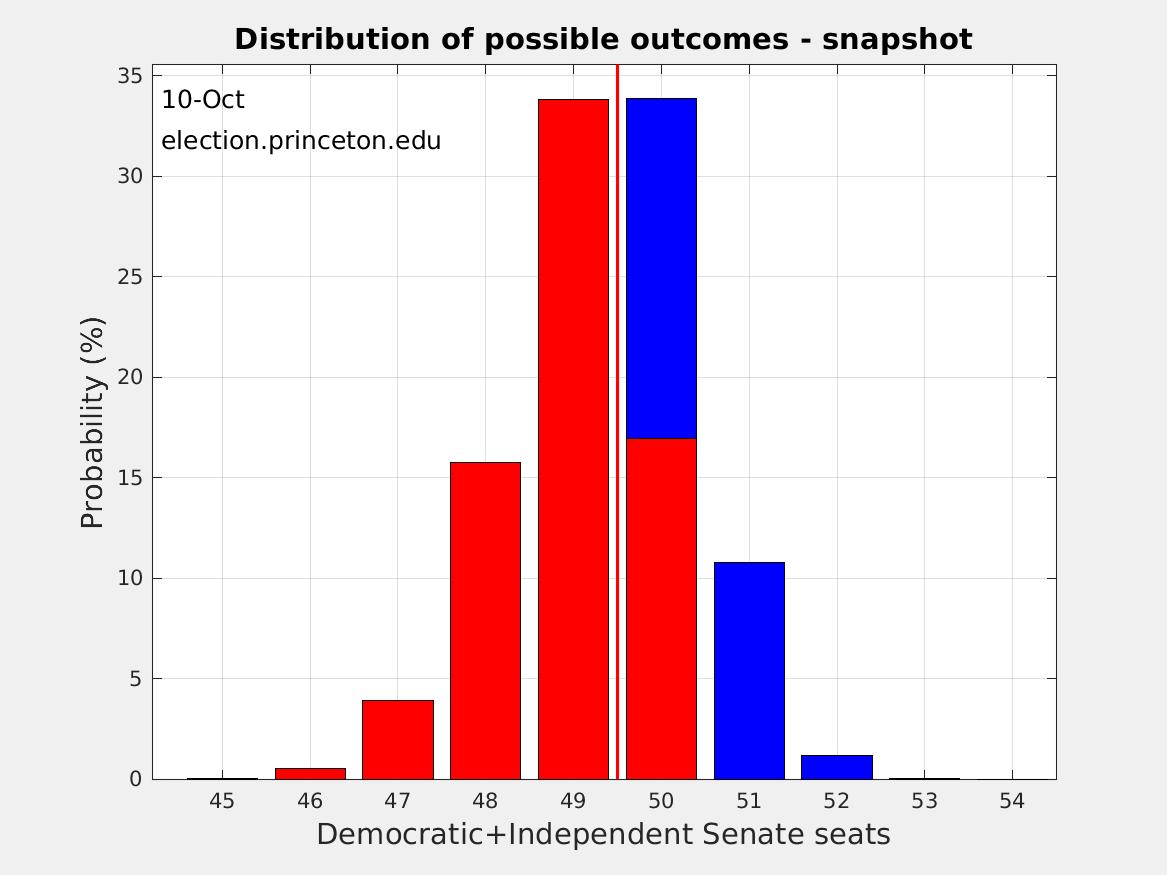 Distribution of possible outcomes - snapshot
10-Oct
election.princeton.edu
Probability (%)
35
30
25
20
15
10
5
0
45 46 47 48 49 50 51 52 53 54
Democratic+Independent Senate seats